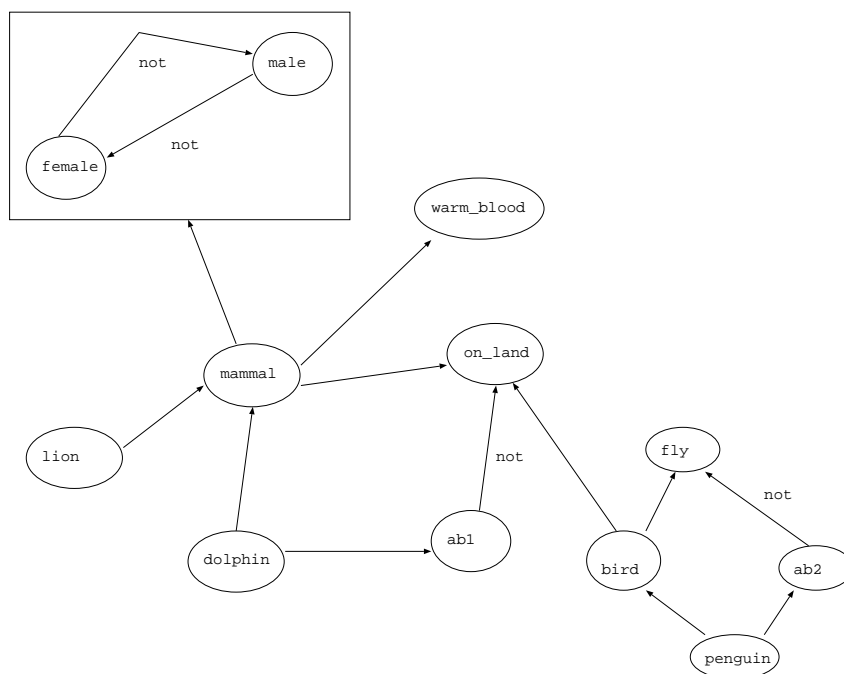 not
male
not
female
warm_blood
on_land
mammal
lion
fly
not
not
ab1
dolphin
bird
ab2
penguin